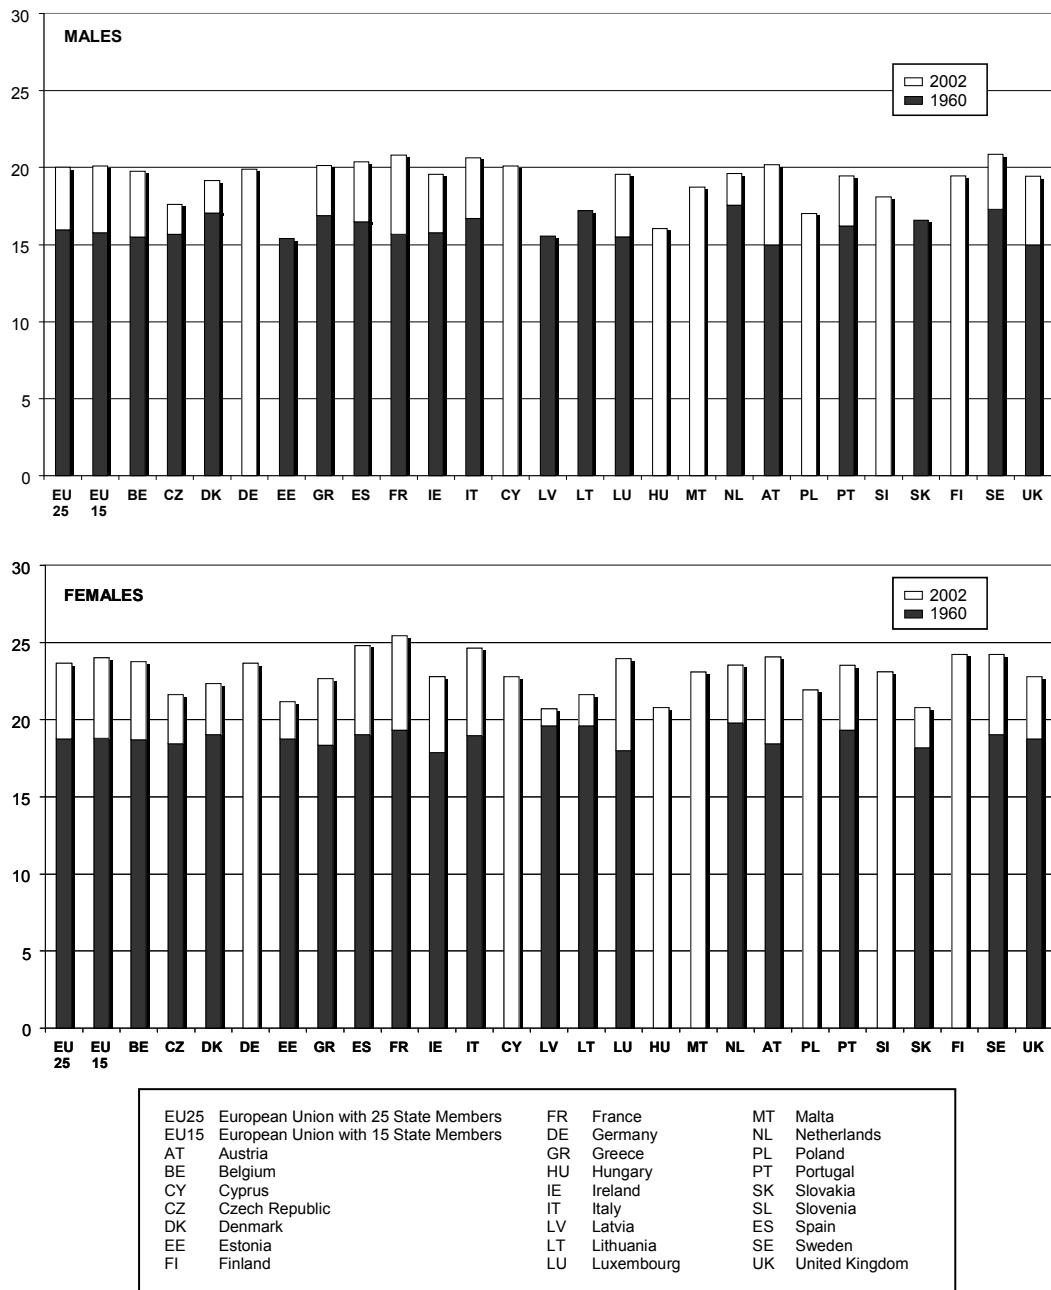 30
MALES
2002
1960
25
20
15
10
5
0
EU 25 EU 15 BE CZ DK DE EE GR ES FR IE IT CY LV LT LU HU MT NL AT PL PT SI SK FI SE UK
30
FEMALES
2002
1960
25
20
15
10
5
0
EU 25 EU 15 BE CZ DK DE EE GR ES FR IE IT CY LV LT LU HU MT NL AT PL PT SI SK FI SE UK
EU25 European Union with 25 State Members FR France MT Malta
EU15 European Union with 15 State Members DE Germany NL Netherlands
AT Austria GR Greece PL Poland
BE Belgium HU Hungary PT Portugal
CY Cyprus IE Ireland SK Slovakia
CZ Czech Republic IT Italy SL Slovenia
DK Denmark LV Latvia ES Spain
EE Estonia LT Lithuania SE Sweden
FI Finland LU Luxembourg UK United Kingdom